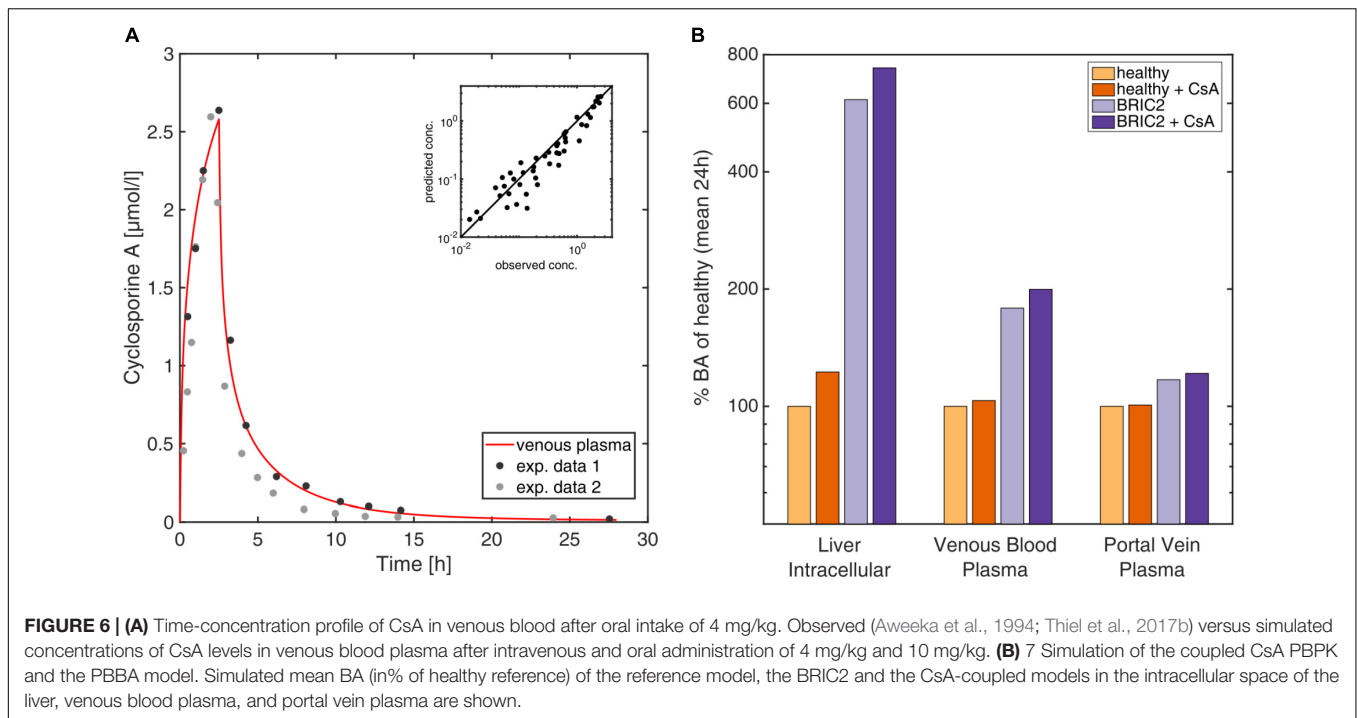 A
Cyclosporine A [μmol/l]
3
2.5
2
1.5
1
0.5
0
0 5 10 15 20 25 30
Time [h]
predicted conc.
10^0
10^-1
10^-2
10^-2 10^-1 10^0
observed conc.
venous plasma
exp. data 1
exp. data 2
B
% BA of healthy (mean 24h)
800
600
400
200
100
healthy
healthy + CsA
BRIC2
BRIC2 + CsA
Liver
Intracellular
Venous Blood
Plasma
Portal Vein
Plasma
FIGURE 6 | (A) Time-concentration profile of CsA in venous blood after oral intake of 4 mg/kg. Observed (Aweeka et al., 1994; Thiel et al., 2017b) versus simulated
concentrations of CsA levels in venous blood plasma after intravenous and oral administration of 4 mg/kg and 10 mg/kg. (B) 7 Simulation of the coupled CsA PBPK
and the PBBA model. Simulated mean BA (in% of healthy reference) of the reference model, the BRIC2 and the CsA-coupled models in the intracellular space of the
liver, venous blood plasma, and portal vein plasma are shown.